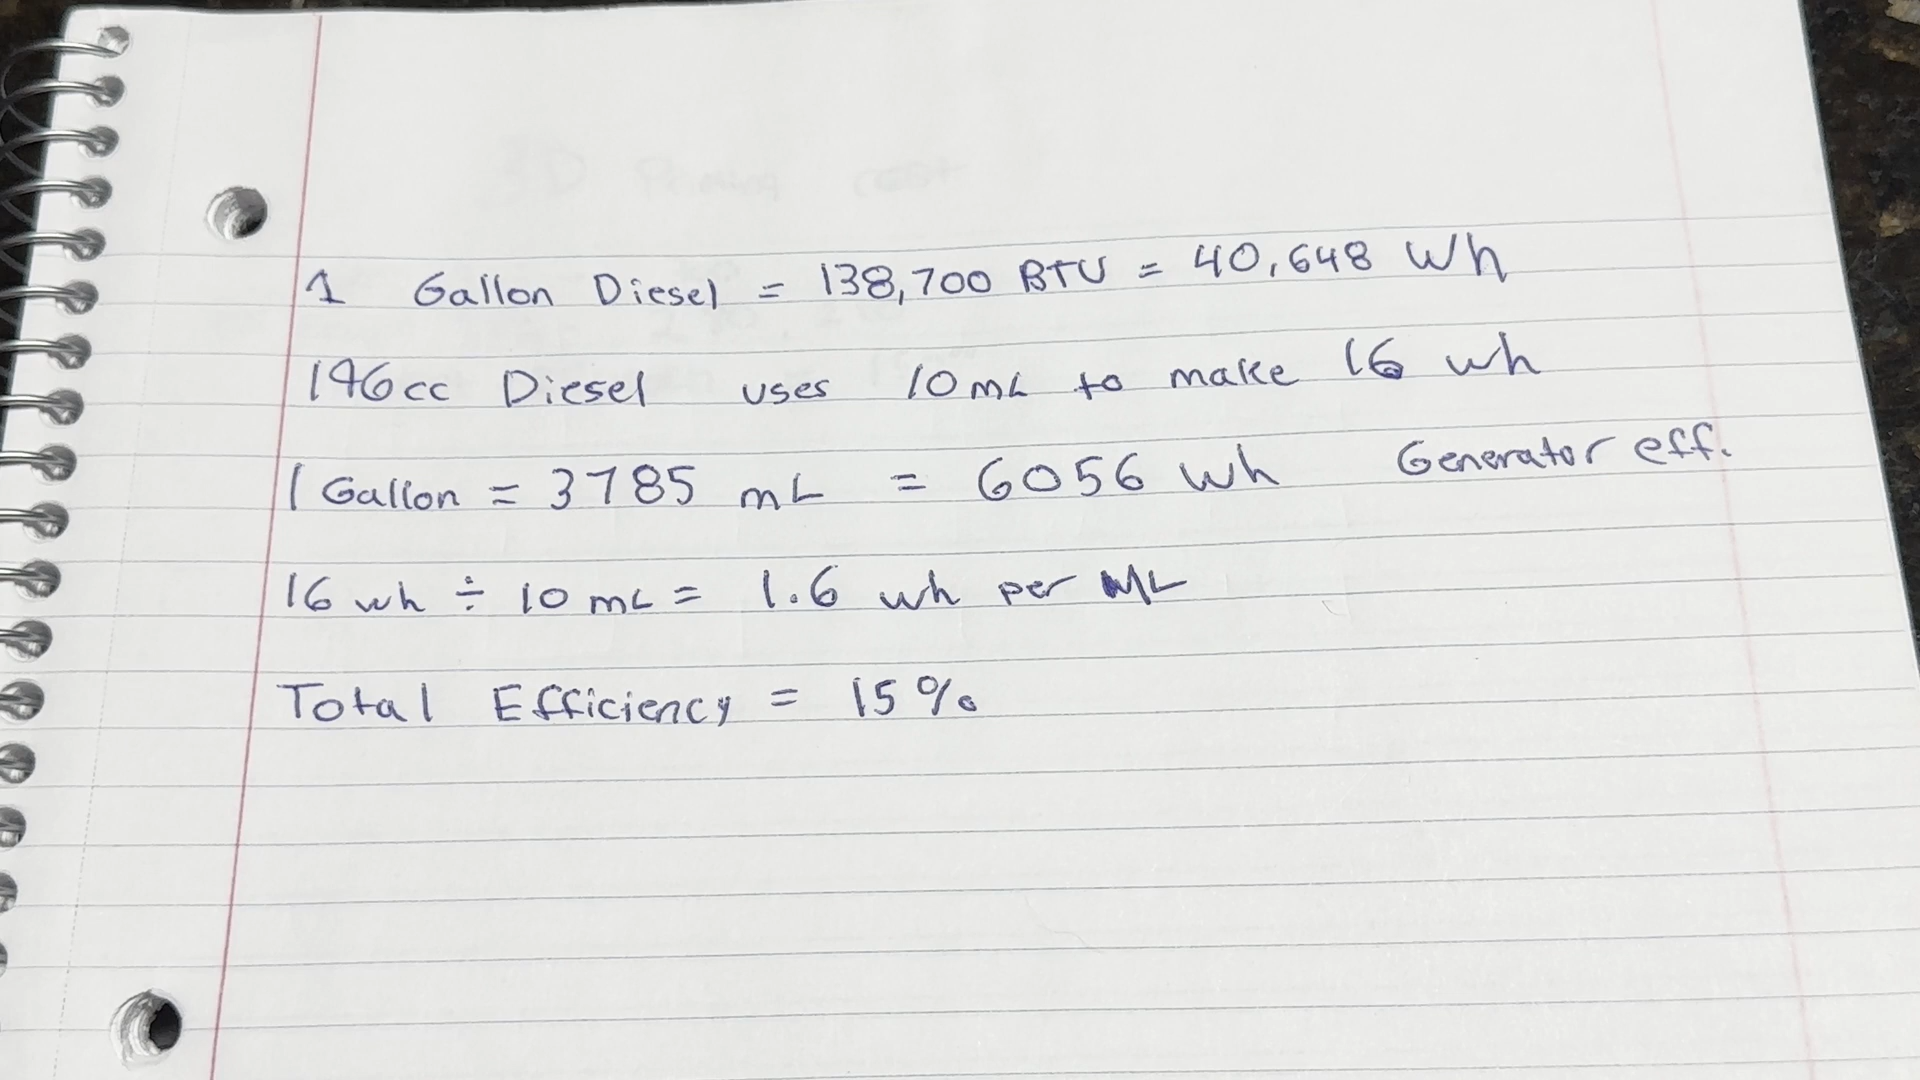 1 Gallon Diesel = 138,700 BTU = 40,648 Wh
196cc Diesel uses 10 mL to make 16 wh
1 Gallon = 3785 mL = 6056 wh Generator eff.
16 wh ÷ 10 mL = 1.6 wh per ML
Total Efficiency = 15%